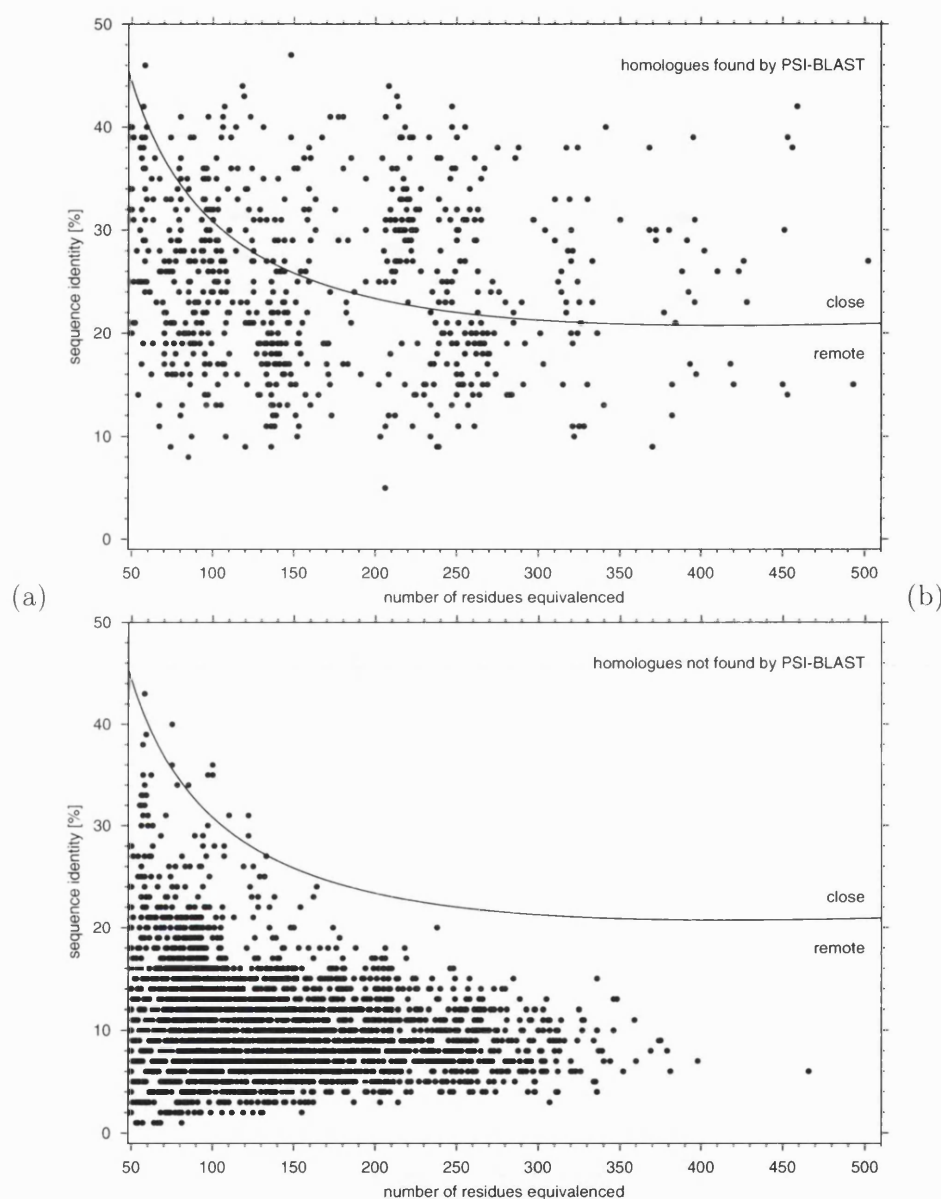 50
homologues found by PSI-BLAST
40
30
sequence identity [%]
close
20
remote
10
0
50 100 150 200 250 300 350 400 450 500
(a)
number of residues equivalenced
(b)
50
homologues not found by PSI-BLAST
40
30
sequence identity [%]
close
20
remote
10
0
50 100 150 200 250 300 350 400 450 500
number of residues equivalenced